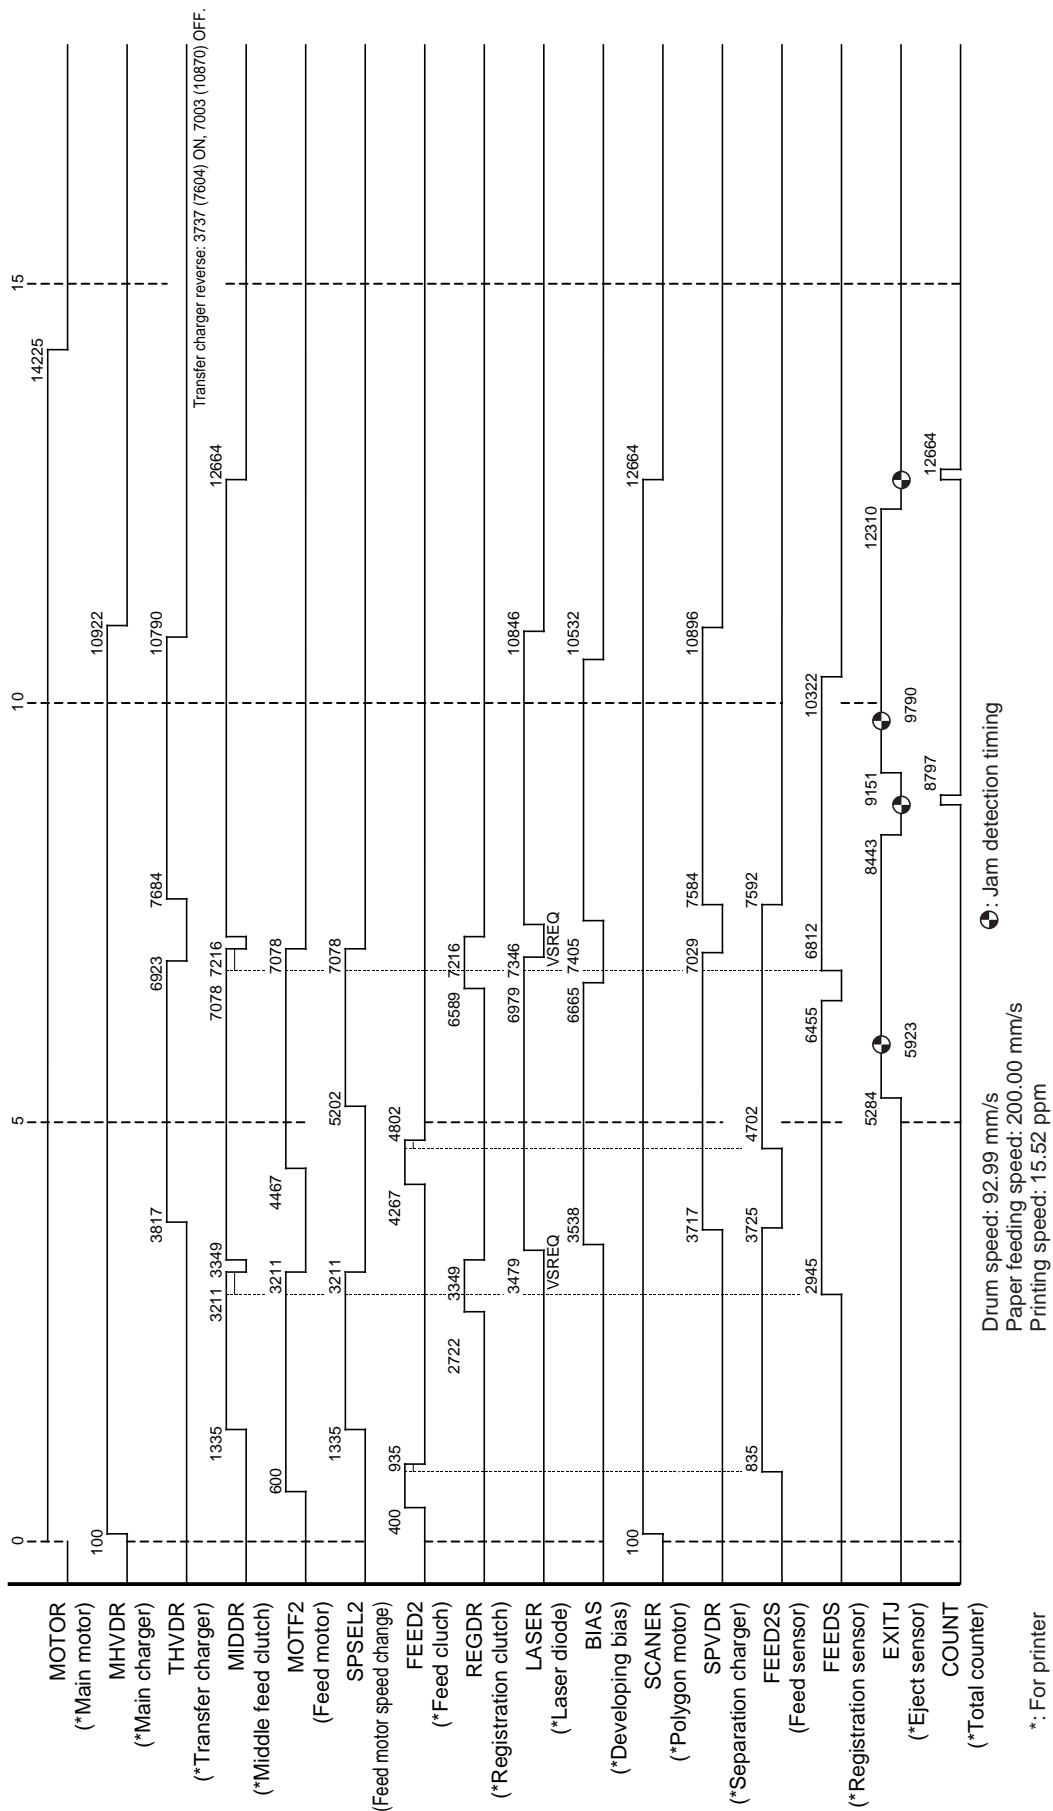 0 5 10 15
MOTOR
(*Main motor)
14225
MHVDR
(*Main charger)
100 10922
THVDR
(*Transfer charger)
3817 6923 7684 10790
Transfer charger reverse: 3737 (7604) ON, 7003 (10870) OFF.
MIDDR
(*Middle feed clutch)
1335 3211 3349 7078 7216 12664
MOTF2
(Feed motor)
600 3211 4467 7078
SPSEL2
(Feed motor speed change)
1335 3211 5202 7078
FEED2
(*Feed cluch)
400 935 4267 4802
REGDR
(*Registration clutch)
2722 3349 6589 7216
LASER
(*Laser diode)
3479 6979 7346 10846
VSREQ VSREQ
BIAS
(*Developing bias)
3538 6665 7405 10532
SCANER
(*Polygon motor)
100 12664
SPVDR
(*Separation charger)
3717 7029 7584 10896
FEED2S
(Feed sensor)
835 3725 4702 7592
FEEDS
(*Registration sensor)
2945 6455 6812 10322
EXITJ
(*Eject sensor)
5284 8443 9151 12310
5923 9790
COUNT
(*Total counter)
8797 12664
: Jam detection timing
Drum speed: 92.99 mm/s
Paper feeding speed: 200.00 mm/s
Printing speed: 15.52 ppm
*: For printer